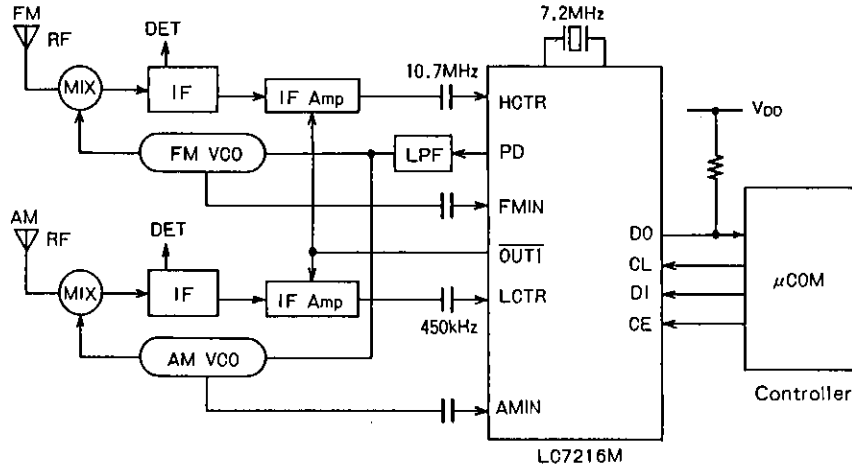 FM
RF
MIX
DET
IF
IF Amp
10.7MHz
7.2MHz
HCTR
FM VCO
LPF
PD
FMIN
VDD
AM
RF
MIX
DET
IF
IF Amp
OUT1
LCTR
450kHz
AM VCO
AMIN
DO
CL
DI
CE
μCOM
Controller
LC7216M